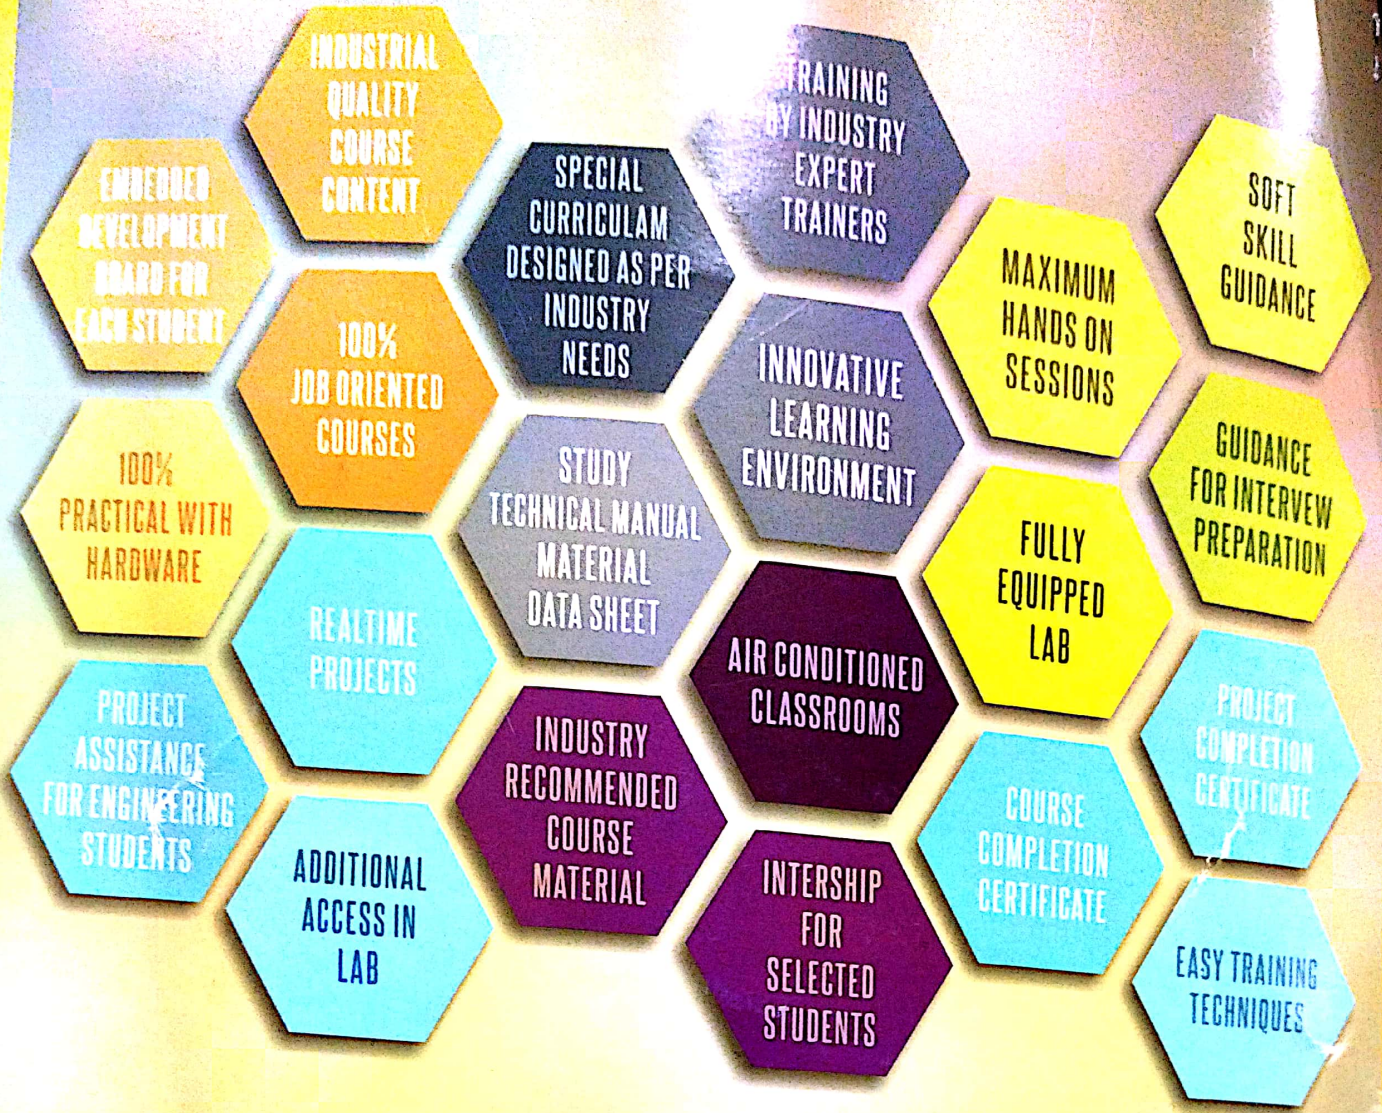 INDUSTRIAL
QUALITY
COURSE
CONTENT
TRAINING
BY INDUSTRY
EXPERT
TRAINERS
EMBEDDED
DEVELOPMENT
BOARD FOR
EACH STUDENT
SPECIAL
CURRICULAM
DESIGNED AS PER
INDUSTRY
NEEDS
SOFT
SKILL
GUIDANCE
MAXIMUM
HANDS ON
SESSIONS
100%
JOB ORIENTED
COURSES
INNOVATIVE
LEARNING
ENVIRONMENT
100%
PRACTICAL WITH
HARDWARE
STUDY
TECHNICAL MANUAL
MATERIAL
DATA SHEET
GUIDANCE
FOR INTERVEW
PREPARATION
FULLY
EQUIPPED
LAB
REALTIME
PROJECTS
AIR CONDITIONED
CLASSROOMS
PROJECT
ASSISTANCE
FOR ENGINEERING
STUDENTS
INDUSTRY
RECOMMENDED
COURSE
MATERIAL
PROJECT
COMPLETION
CERTIFICATE
COURSE
COMPLETION
CERTIFICATE
ADDITIONAL
ACCESS IN
LAB
INTERSHIP
FOR
SELECTED
STUDENTS
EASY TRAINING
TECHNIQUES